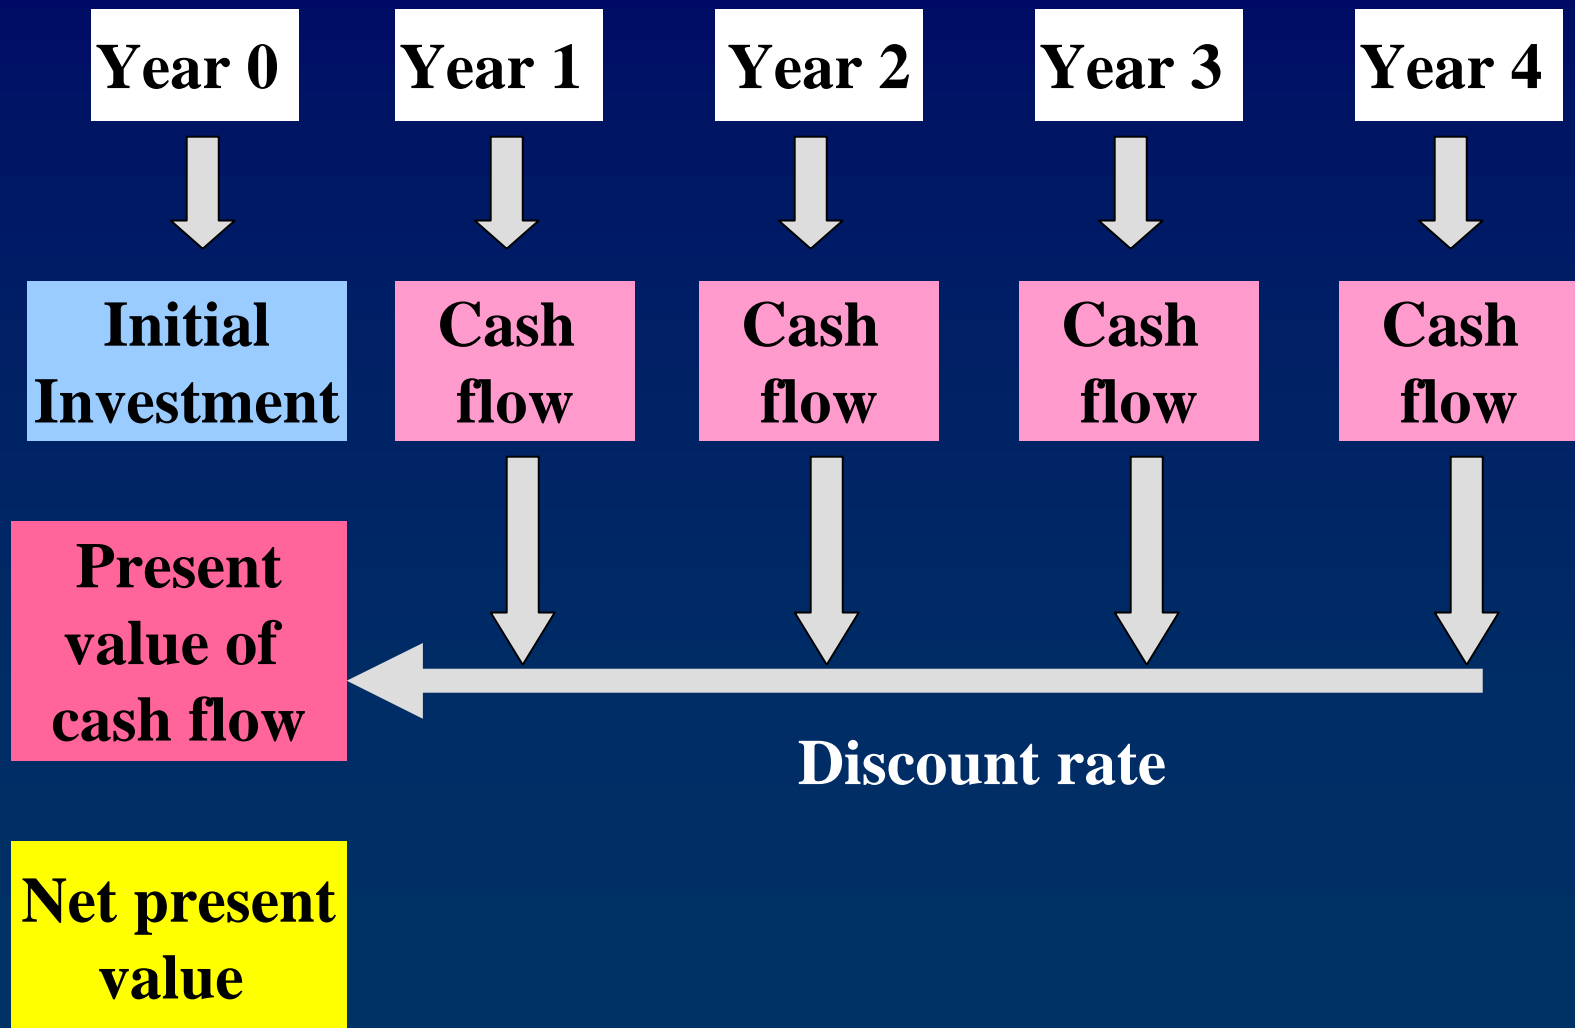 Year 0
Year 1
Year 2
Year 3
Year 4
Initial
Investment
Cash
flow
Cash
flow
Cash
flow
Cash
flow
Present
value of
cash flow
Discount rate
Net present
value